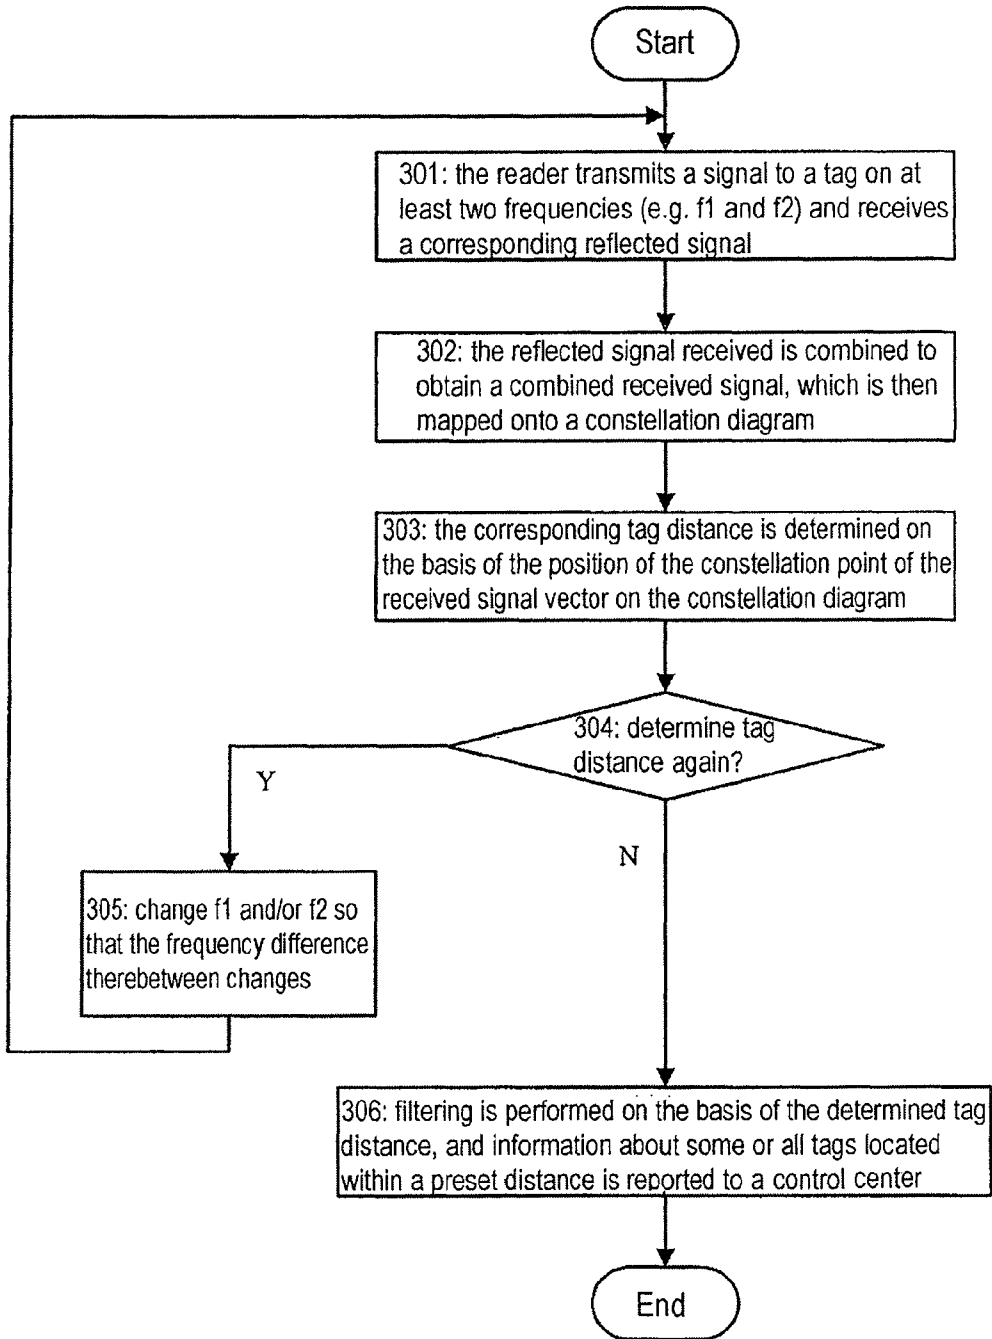 Start
301: the reader transmits a signal to a tag on at
least two frequencies (e.g. f1 and f2) and receives
a corresponding reflected signal
302: the reflected signal received is combined to
obtain a combined received signal, which is then
mapped onto a constellation diagram
303: the corresponding tag distance is determined on
the basis of the position of the constellation point of the
received signal vector on the constellation diagram
304: determine tag
distance again?
Y
N
305: change f1 and/or f2 so
that the frequency difference
therebetween changes
306: filtering is performed on the basis of the determined tag
distance, and information about some or all tags located
within a preset distance is reported to a control center
End